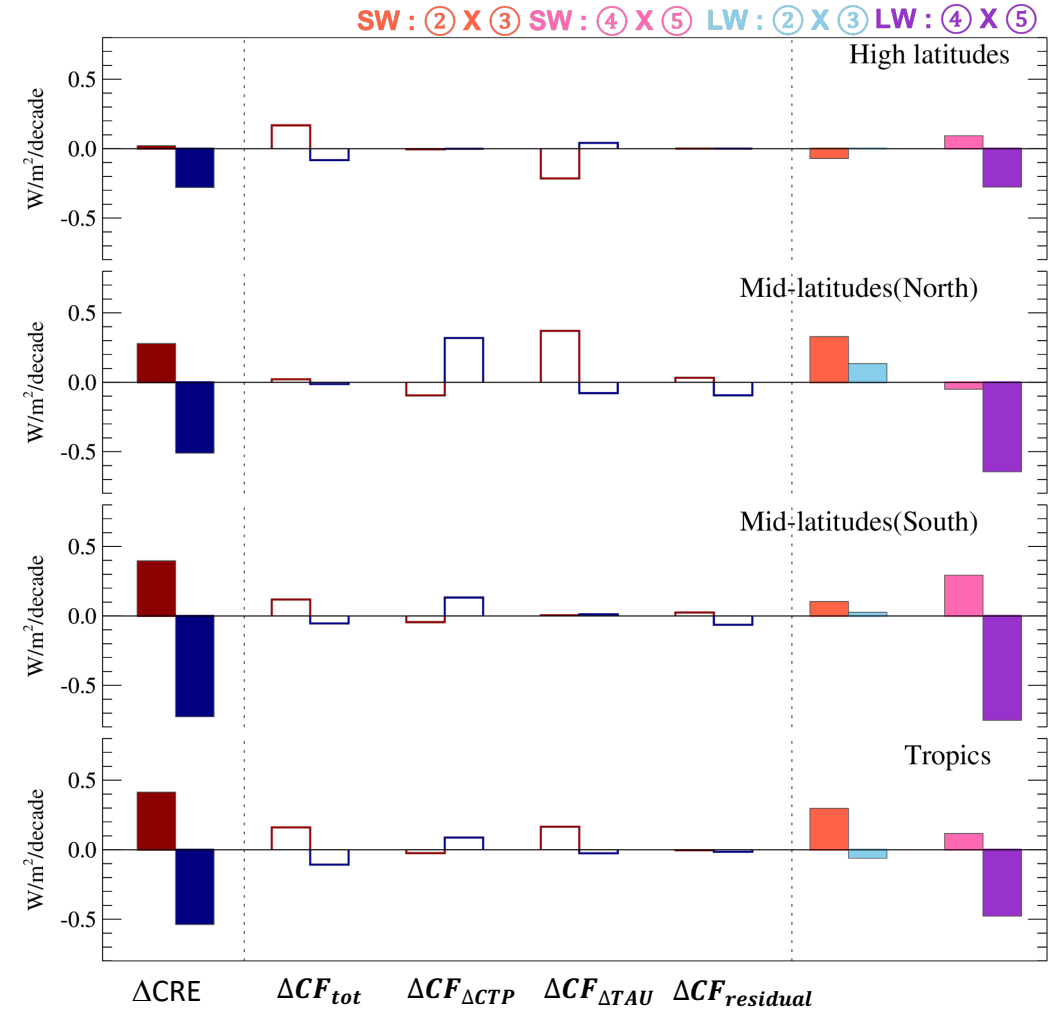 SW : ② X ③ SW : ④ X ⑤ LW : ② X ③ LW : ④ X ⑤
High latitudes
0.5
0.0
-0.5
W/m²/decade
Mid-latitudes(North)
0.5
0.0
-0.5
W/m²/decade
Mid-latitudes(South)
0.5
0.0
-0.5
W/m²/decade
Tropics
0.5
0.0
-0.5
W/m²/decade
ΔCRE ΔCF_tot ΔCF_ΔCTP ΔCF_ΔTAU ΔCF_residual